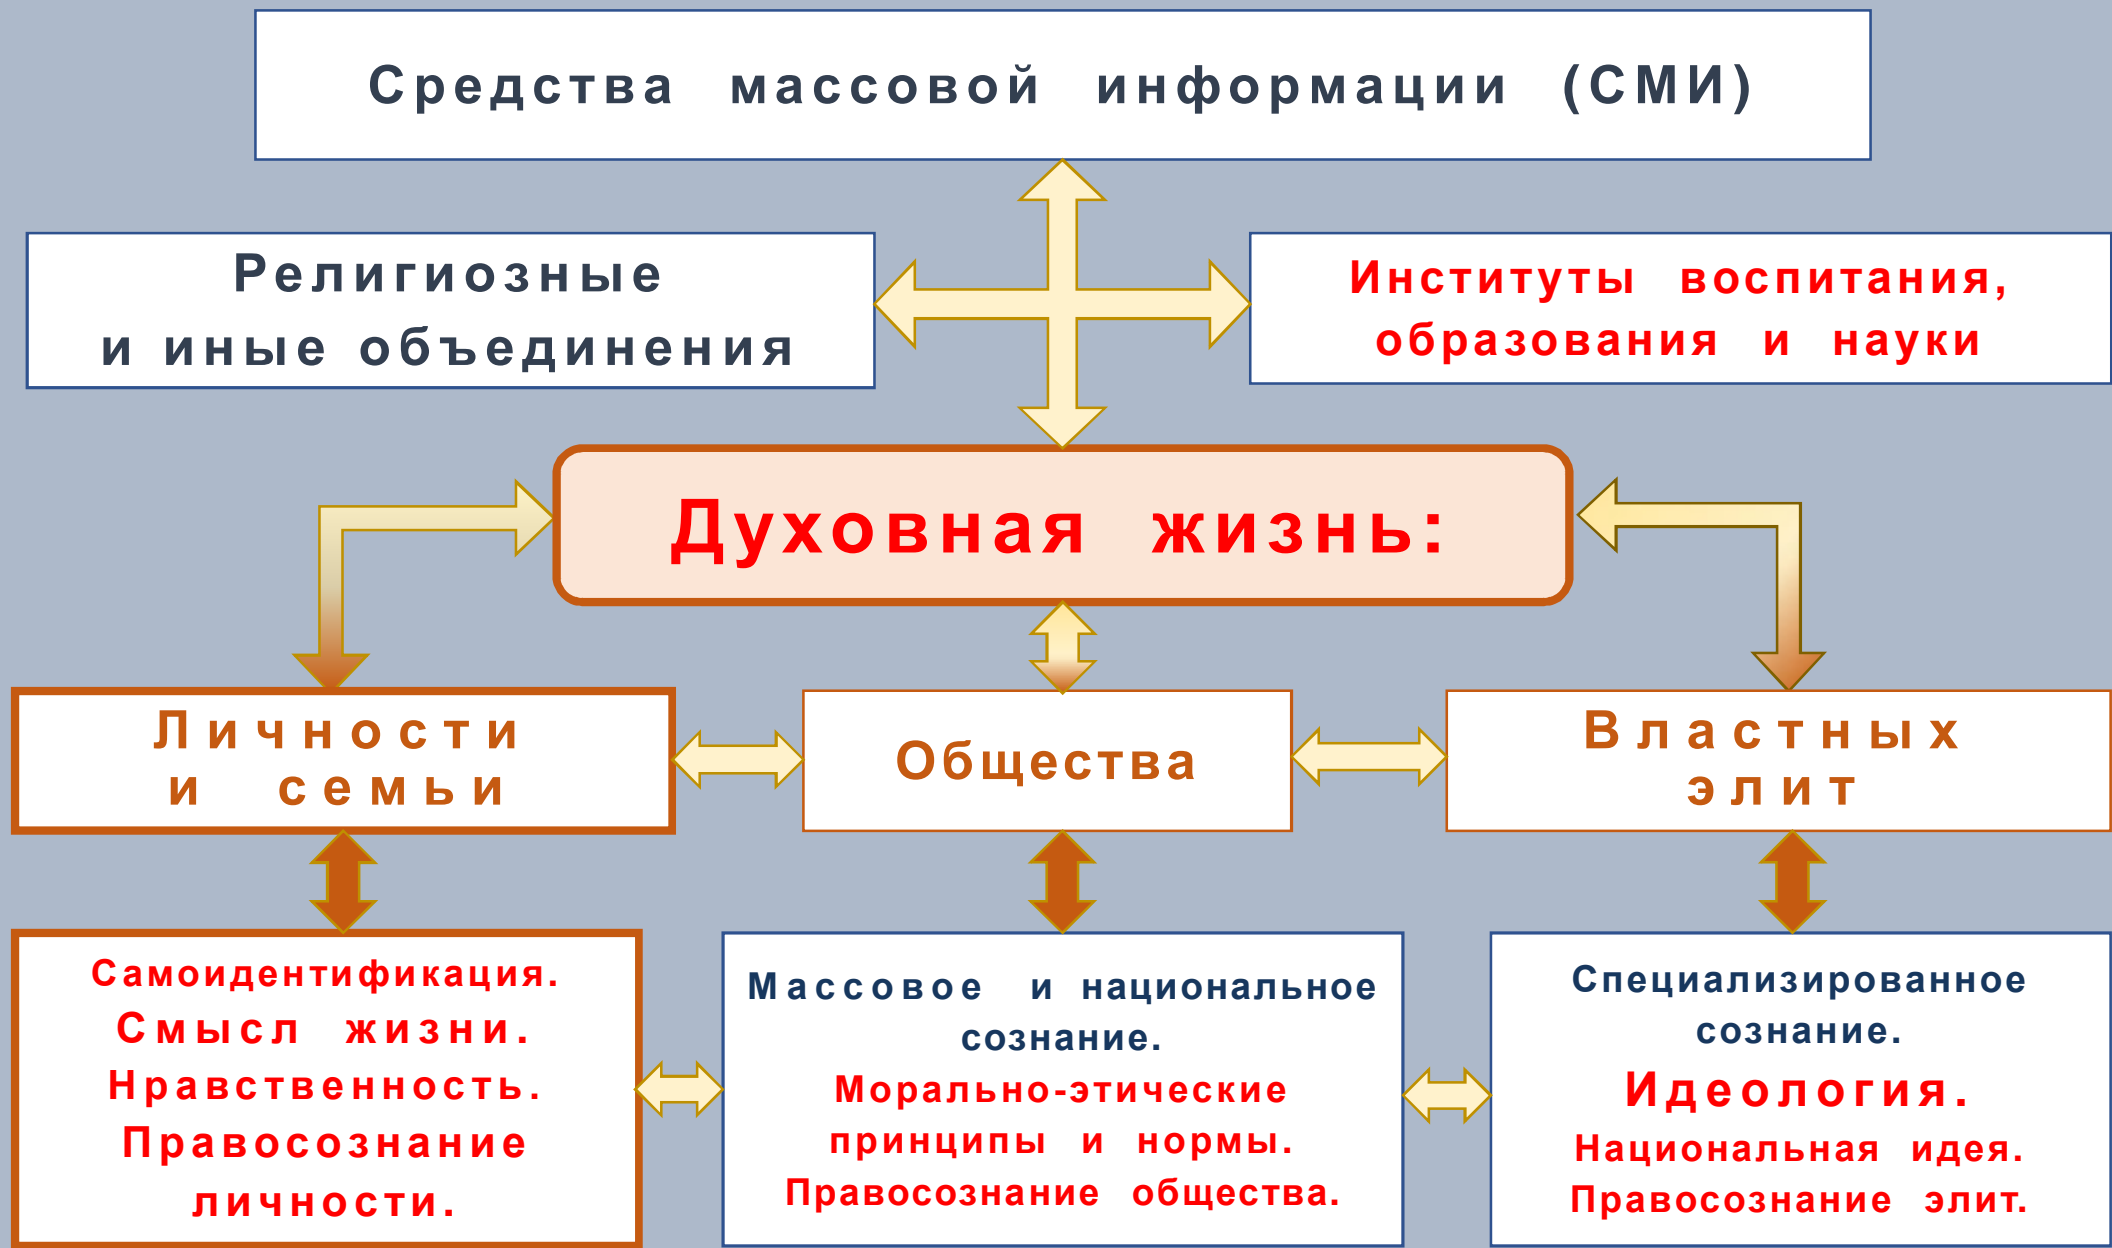 Средства массовой информации (СМИ)
Религиозные
и иные объединения
Институты воспитания,
образования и науки
Духовная жизнь:
Личности
и семьи
Общества
Властных
элит
Самоидентификация.
Смысл жизни.
Нравственность.
Правосознание
личности.
Массовое и национальное
сознание.
Морально-этические
принципы и нормы.
Правосознание общества.
Специализированное
сознание.
Идеология.
Национальная идея.
Правосознание элит.